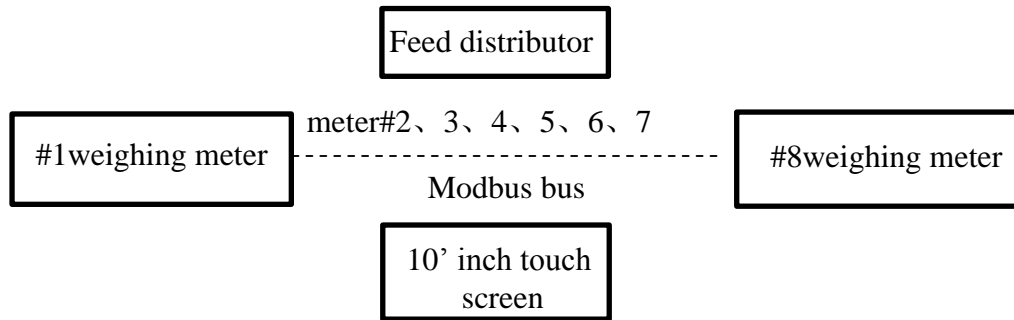 Feed distributor
meter#2、3、4、5、6、7
#1weighing meter
#8weighing meter
Modbus bus
10’ inch touch
screen